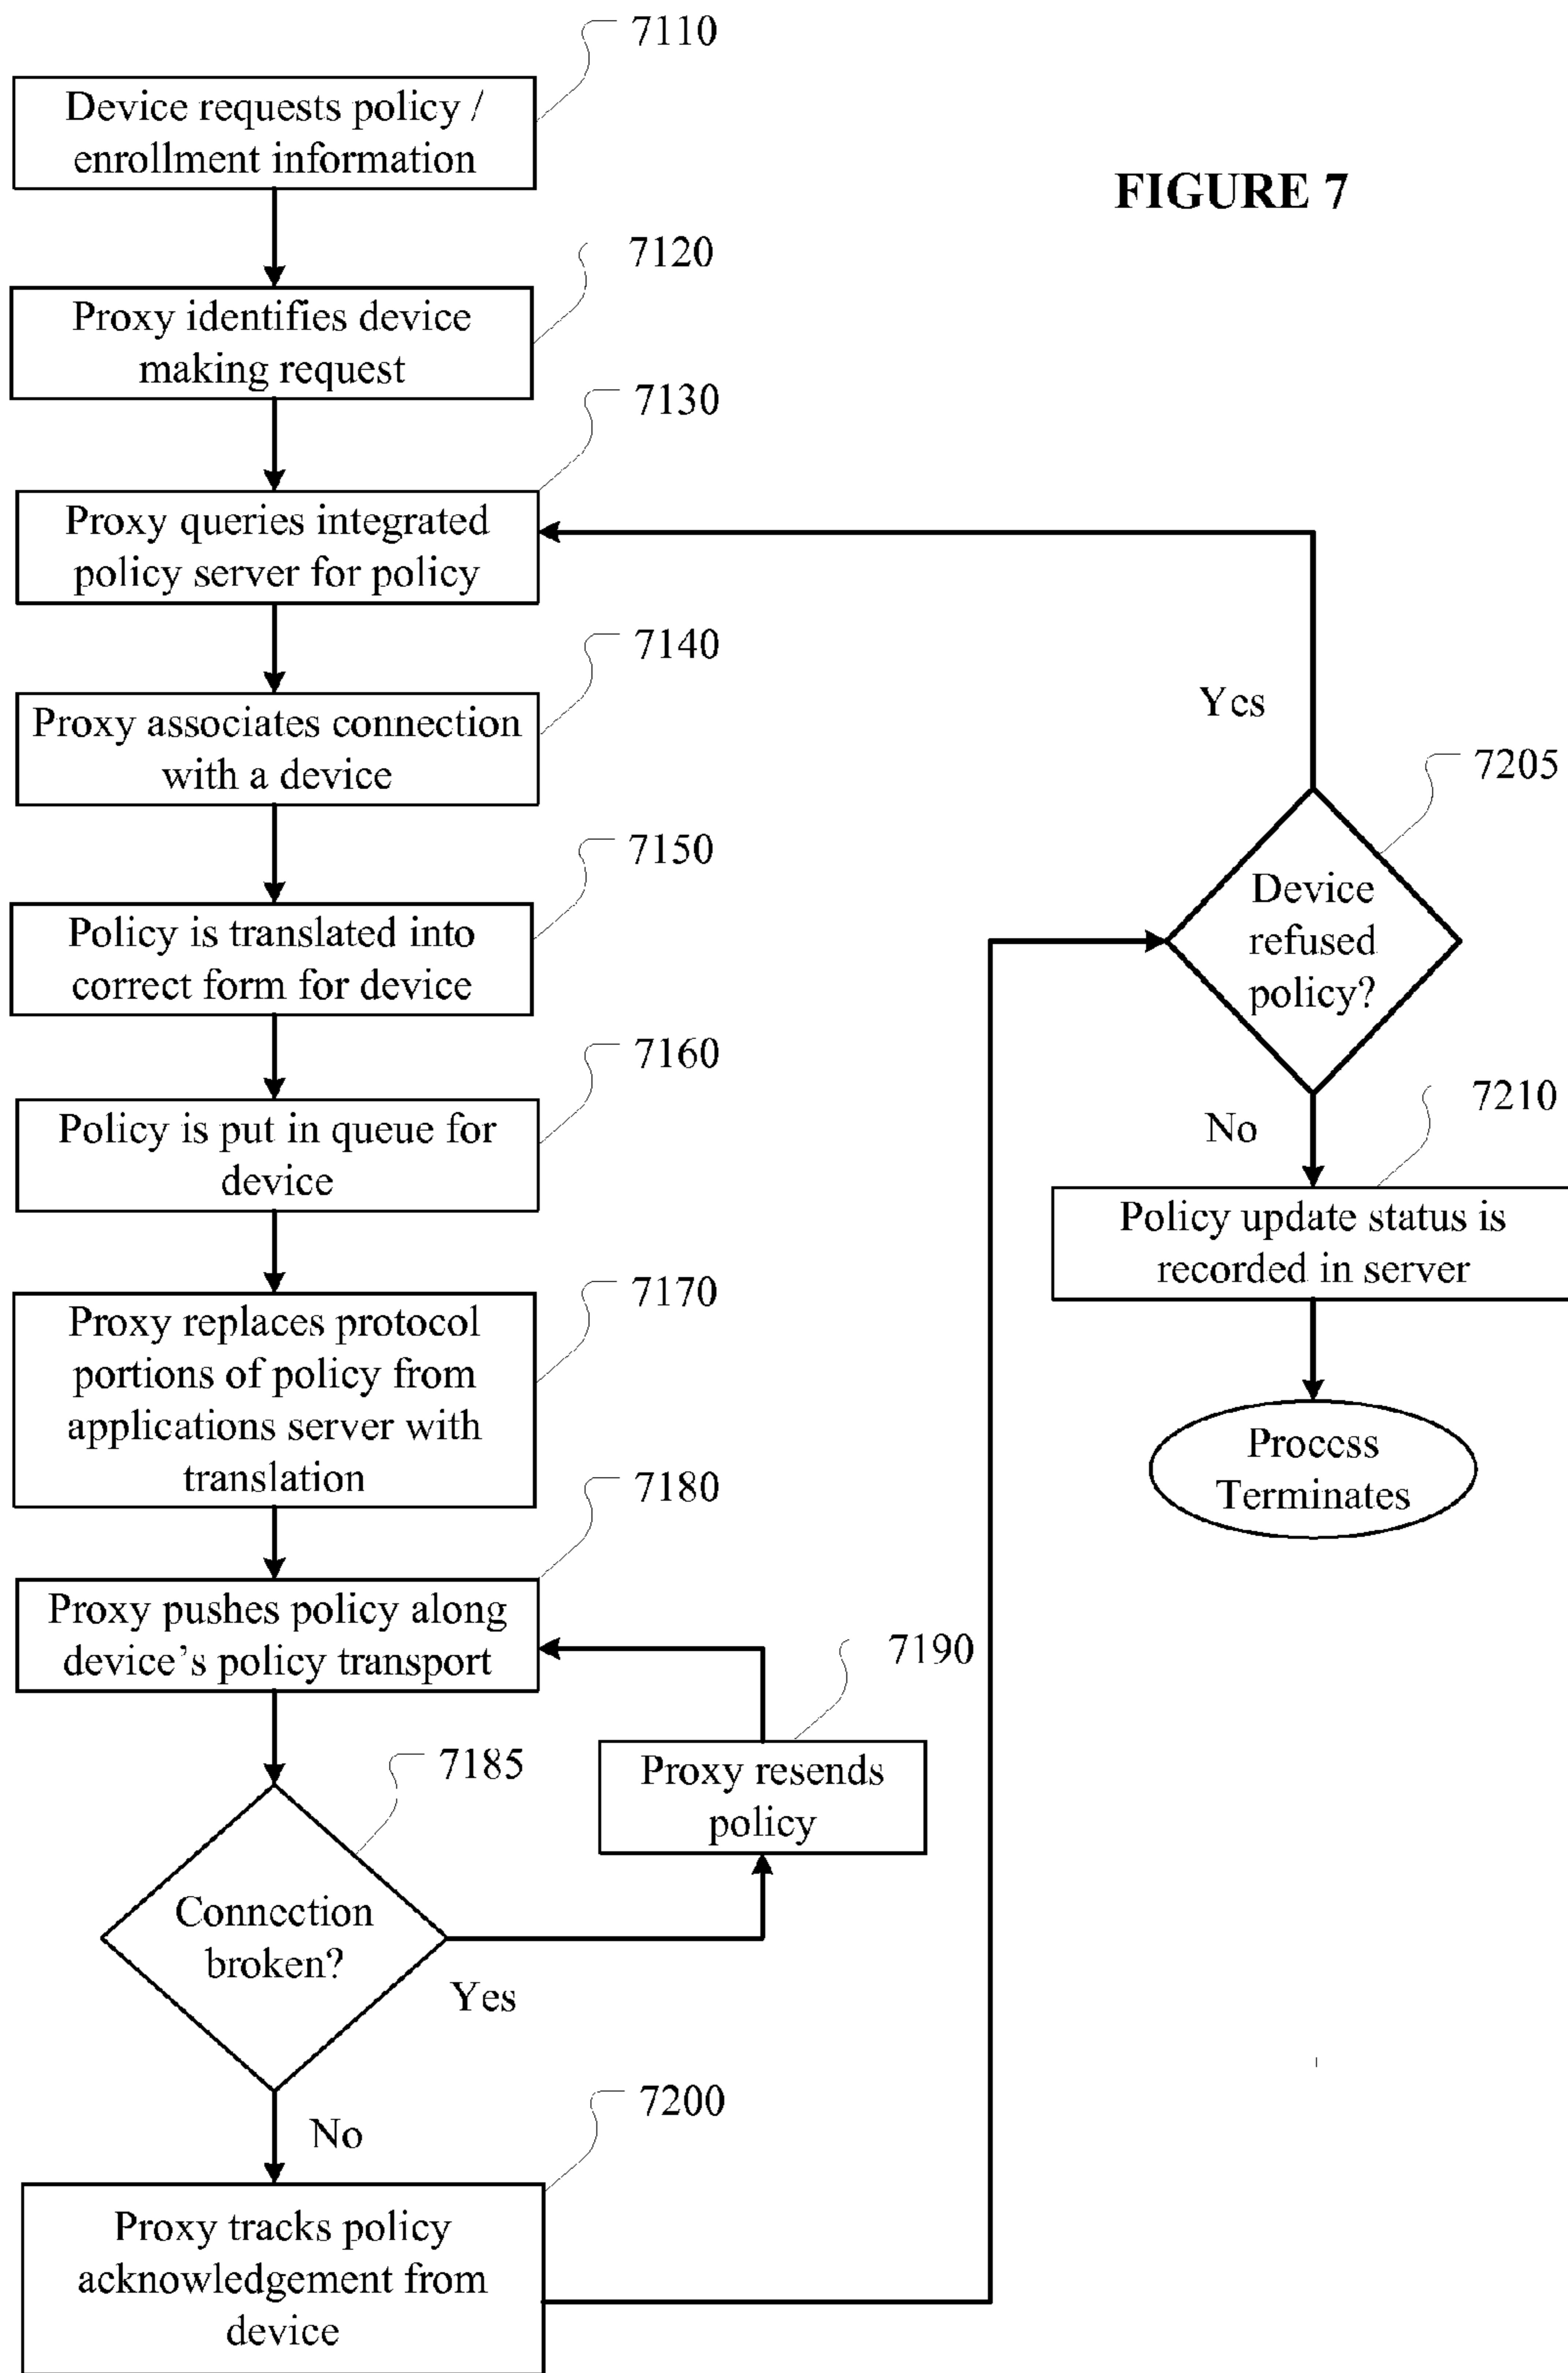 7110
Device requests policy /
enrollment information
FIGURE 7
7120
Proxy identifies device
making request
7130
Proxy queries integrated
policy server for policy
7140
Proxy associates connection
with a device
7150
Policy is translated into
correct form for device
7160
Policy is put in queue for
device
7170
Proxy replaces protocol
portions of policy from
applications server with
translation
7180
Proxy pushes policy along
device’s policy transport
7185
Connection
broken?
Yes
7190
Proxy resends
policy
No
7200
Proxy tracks policy
acknowledgement from
device
Yes
7205
Device
refused
policy?
No
7210
Policy update status is
recorded in server
Process
Terminates